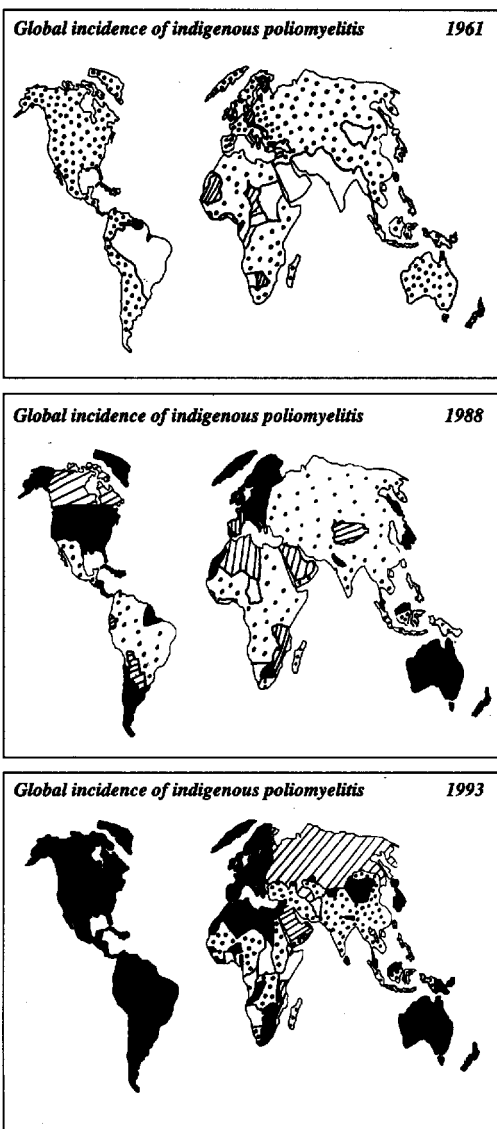 Global incidence of indigenous poliomyelitis 1961
Global incidence of indigenous poliomyelitis 1988
Global incidence of indigenous poliomyelitis 1993